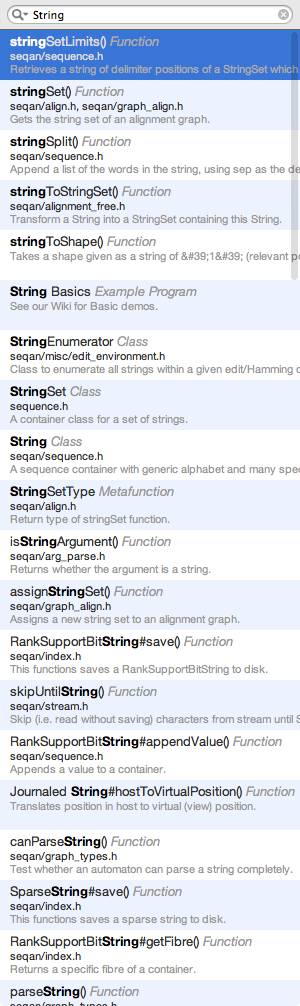 String
stringSetLimits() Function
seqan/sequence.h
Retrieves a string of delimiter positions of a StringSet which
stringSet() Function
seqan/align.h, seqan/graph_align.h
Gets the string set of an alignment graph.
stringSplit() Function
seqan/sequence.h
Append a list of the words in the string, using sep as the de
stringToStringSet() Function
seqan/alignment_free.h
Transform a String into a StringSet containing this String.
stringToShape() Function
Takes a shape given as a string of &#39;1&#39; (relevant po
String Basics Example Program
See our Wiki for Basic demos.
StringEnumerator Class
seqan/misc/edit_environment.h
Class to enumerate all strings within a given edit/Hamming d
StringSet Class
sequence.h
A container class for a set of strings.
String Class
seqan/sequence.h
A sequence container with generic alphabet and many spec
StringSetType Metafunction
seqan/align.h
Return type of stringSet function.
isStringArgument() Function
seqan/arg_parse.h
Returns whether the argument is a string.
assignStringSet() Function
seqan/graph_align.h
Assigns a new string set to an alignment graph.
RankSupportBitString#save() Function
seqan/index.h
This functions saves a RankSupportBitString to disk.
skipUntilString() Function
seqan/stream.h
Skip (i.e. read without saving) characters from stream until S
RankSupportBitString#appendValue() Function
seqan/sequence.h
Appends a value to a container.
Journaled String#hostToVirtualPosition() Function
Translates position in host to virtual (view) position.
canParseString() Function
seqan/graph_types.h
Test whether an automaton can parse a string completely.
SparseString#save() Function
seqan/index.h
This functions saves a sparse string to disk.
RankSupportBitString#getFibre() Function
seqan/index.h
Returns a specific fibre of a container.
parseString() Function
seqan/graph_types.h